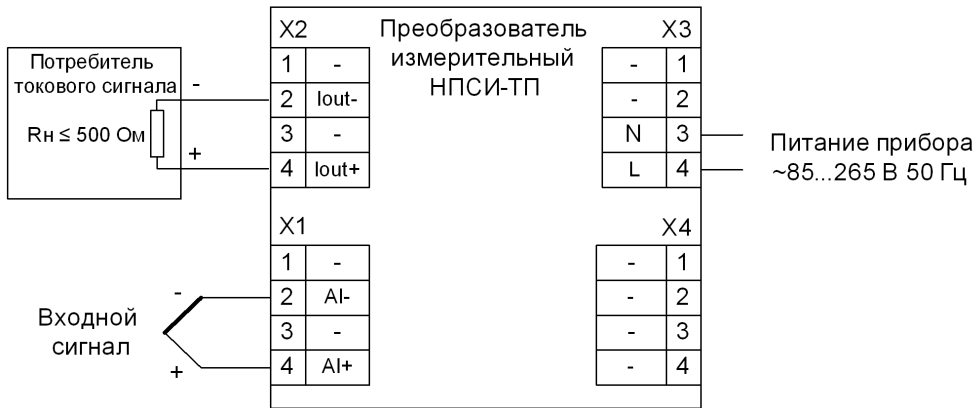 Преобразователь
измерительный
НПСИ-ТП
X2
1 -
2 Iout-
3 -
4 Iout+
Потребитель
токового сигнала
Rн ≤ 500 Ом
-
+
X3
- 1
- 2
N 3
L 4
Питание прибора
~85...265 В 50 Гц
X1
1 -
2 AI-
3 -
4 AI+
Входной
сигнал
-
+
X4
- 1
- 2
- 3
- 4